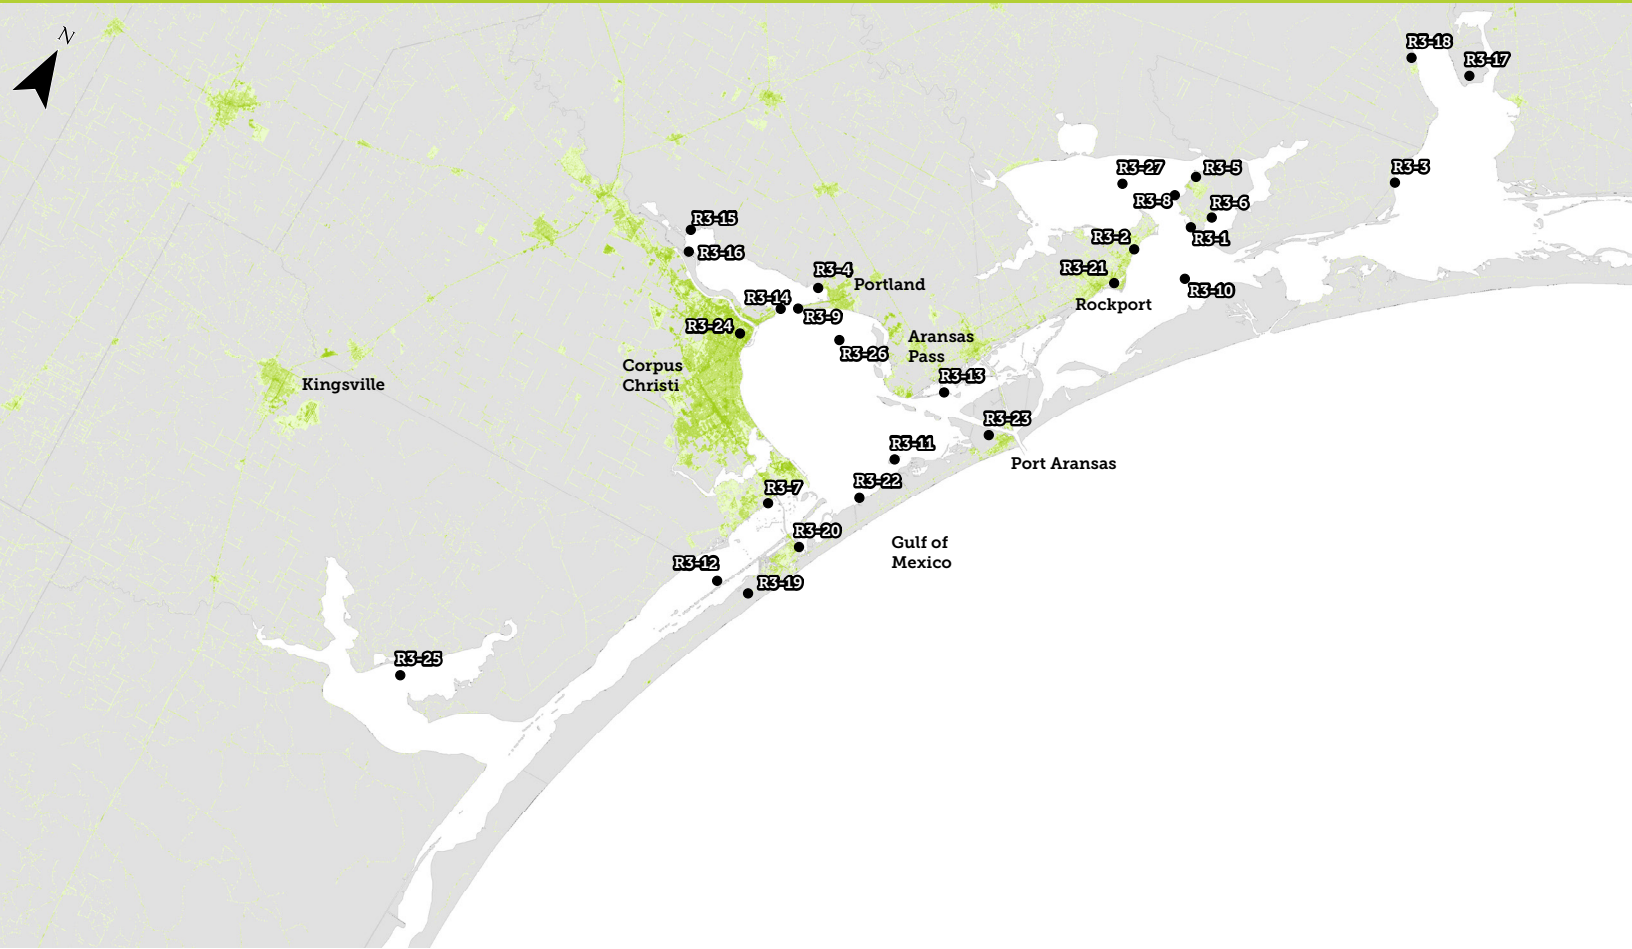 N
R3-18
R3-17
R3-27
R3-5
R3-3
R3-8
R3-6
R3-15
R3-2
R3-1
R3-16
R3-4
R3-21
Portland
R3-10
R3-14
Rockport
R3-9
R3-24
Aransas
Pass
R3-26
Corpus
Christi
R3-13
Kingsville
R3-23
R3-11
Port Aransas
R3-22
R3-7
R3-20
Gulf of
Mexico
R3-12
R3-19
R3-25